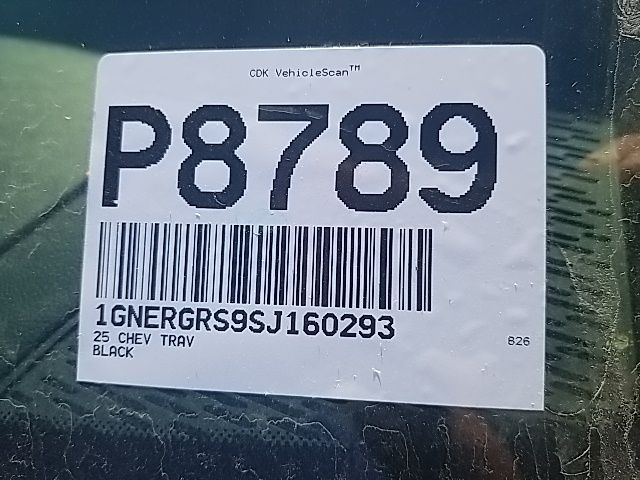 CDK VehicleScan™
P8789
1GNERGRS9SJ160293
25 CHEV TRAV
BLACK
826